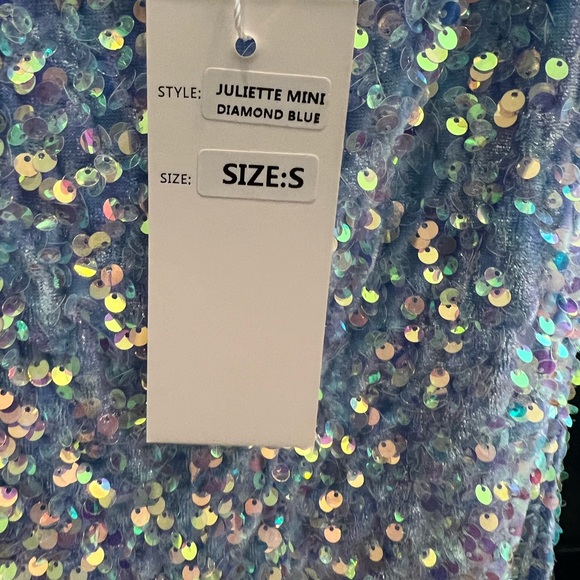 STYLE: JULIETTE MINI
DIAMOND BLUE
SIZE: SIZE:S